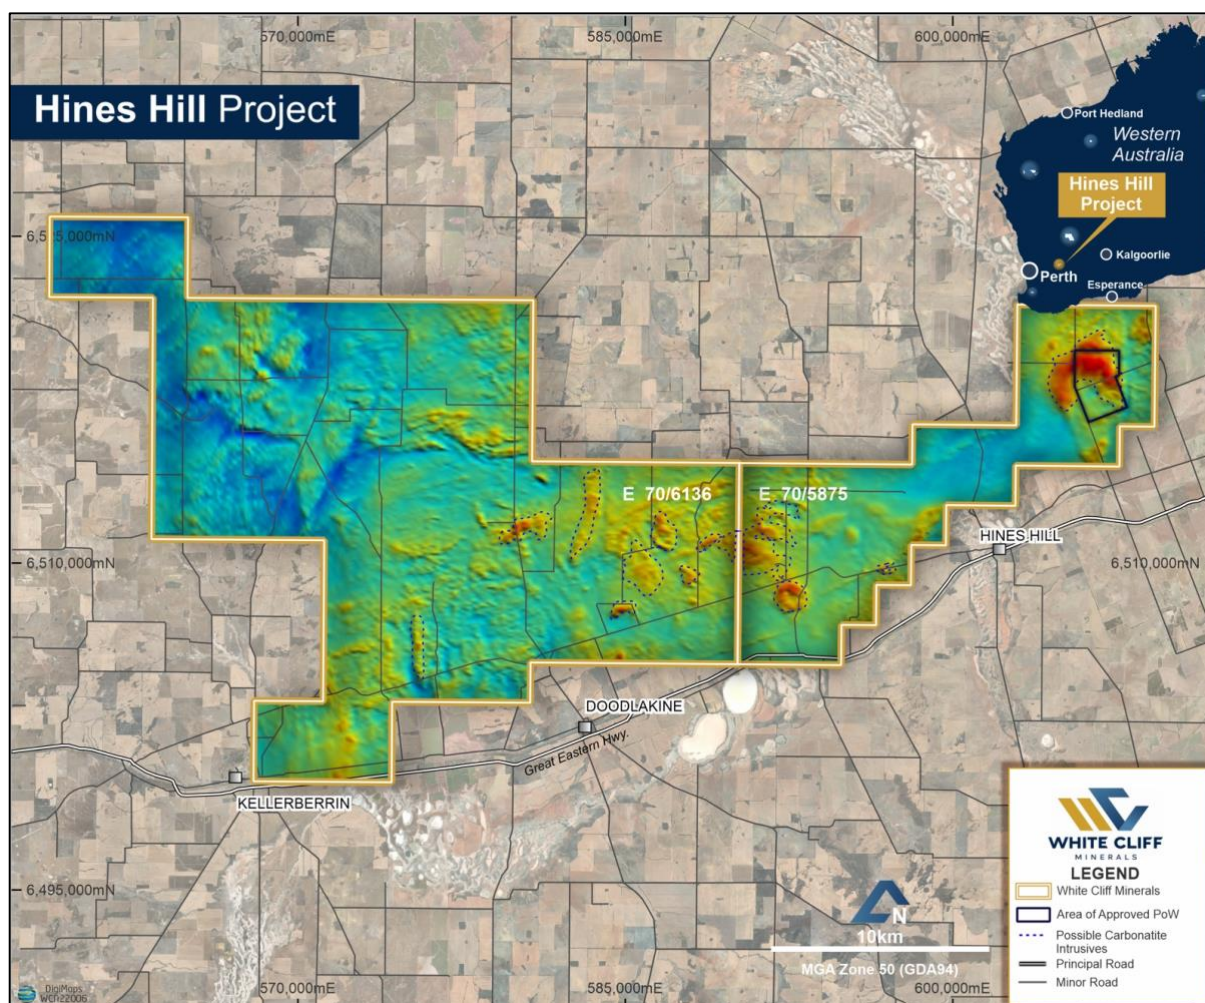 570,000mE
585,000mE
600,000mE
Hines Hill Project
Port Hedland
Western
Australia
Hines Hill
Project
Kalgoorlie
Perth
Esperance
E 70/6136
E 70/5875
HINES HILL
6,510,000mN
6,510,000mN
DOODLAKINE
Great Eastern Hwy.
KELLERBERRIN
6,495,000mN
N
10km
MGA Zone 50 (GDA94)
WHITE CLIFF
MINERALS
LEGEND
White Cliff Minerals
Area of Approved PoW
Possible Carbonatite
Intrusives
Principal Road
Minor Road
DigiMaps
570,000mE
585,000mE
600,000mE